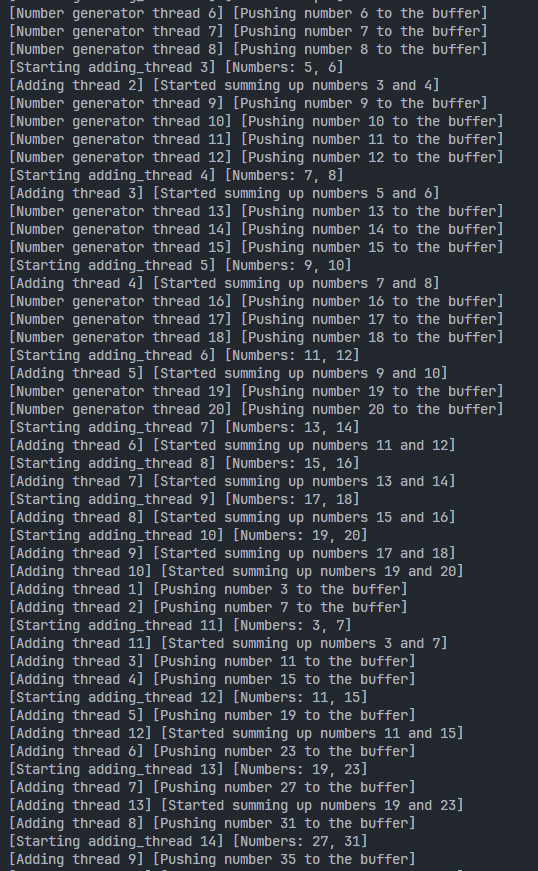 [Number generator thread 6] [Pushing number 6 to the buffer]
[Number generator thread 7] [Pushing number 7 to the buffer]
[Number generator thread 8] [Pushing number 8 to the buffer]
[Starting adding_thread 3] [Numbers: 5, 6]
[Adding thread 2] [Started summing up numbers 3 and 4]
[Number generator thread 9] [Pushing number 9 to the buffer]
[Number generator thread 10] [Pushing number 10 to the buffer]
[Number generator thread 11] [Pushing number 11 to the buffer]
[Number generator thread 12] [Pushing number 12 to the buffer]
[Starting adding_thread 4] [Numbers: 7, 8]
[Adding thread 3] [Started summing up numbers 5 and 6]
[Number generator thread 13] [Pushing number 13 to the buffer]
[Number generator thread 14] [Pushing number 14 to the buffer]
[Number generator thread 15] [Pushing number 15 to the buffer]
[Starting adding_thread 5] [Numbers: 9, 10]
[Adding thread 4] [Started summing up numbers 7 and 8]
[Number generator thread 16] [Pushing number 16 to the buffer]
[Number generator thread 17] [Pushing number 17 to the buffer]
[Number generator thread 18] [Pushing number 18 to the buffer]
[Starting adding_thread 6] [Numbers: 11, 12]
[Adding thread 5] [Started summing up numbers 9 and 10]
[Number generator thread 19] [Pushing number 19 to the buffer]
[Number generator thread 20] [Pushing number 20 to the buffer]
[Starting adding_thread 7] [Numbers: 13, 14]
[Adding thread 6] [Started summing up numbers 11 and 12]
[Starting adding_thread 8] [Numbers: 15, 16]
[Adding thread 7] [Started summing up numbers 13 and 14]
[Starting adding_thread 9] [Numbers: 17, 18]
[Adding thread 8] [Started summing up numbers 15 and 16]
[Starting adding_thread 10] [Numbers: 19, 20]
[Adding thread 9] [Started summing up numbers 17 and 18]
[Adding thread 10] [Started summing up numbers 19 and 20]
[Adding thread 1] [Pushing number 3 to the buffer]
[Adding thread 2] [Pushing number 7 to the buffer]
[Starting adding_thread 11] [Numbers: 3, 7]
[Adding thread 11] [Started summing up numbers 3 and 7]
[Adding thread 3] [Pushing number 11 to the buffer]
[Adding thread 4] [Pushing number 15 to the buffer]
[Starting adding_thread 12] [Numbers: 11, 15]
[Adding thread 5] [Pushing number 19 to the buffer]
[Adding thread 12] [Started summing up numbers 11 and 15]
[Adding thread 6] [Pushing number 23 to the buffer]
[Starting adding_thread 13] [Numbers: 19, 23]
[Adding thread 7] [Pushing number 27 to the buffer]
[Adding thread 13] [Started summing up numbers 19 and 23]
[Adding thread 8] [Pushing number 31 to the buffer]
[Starting adding_thread 14] [Numbers: 27, 31]
[Adding thread 9] [Pushing number 35 to the buffer]